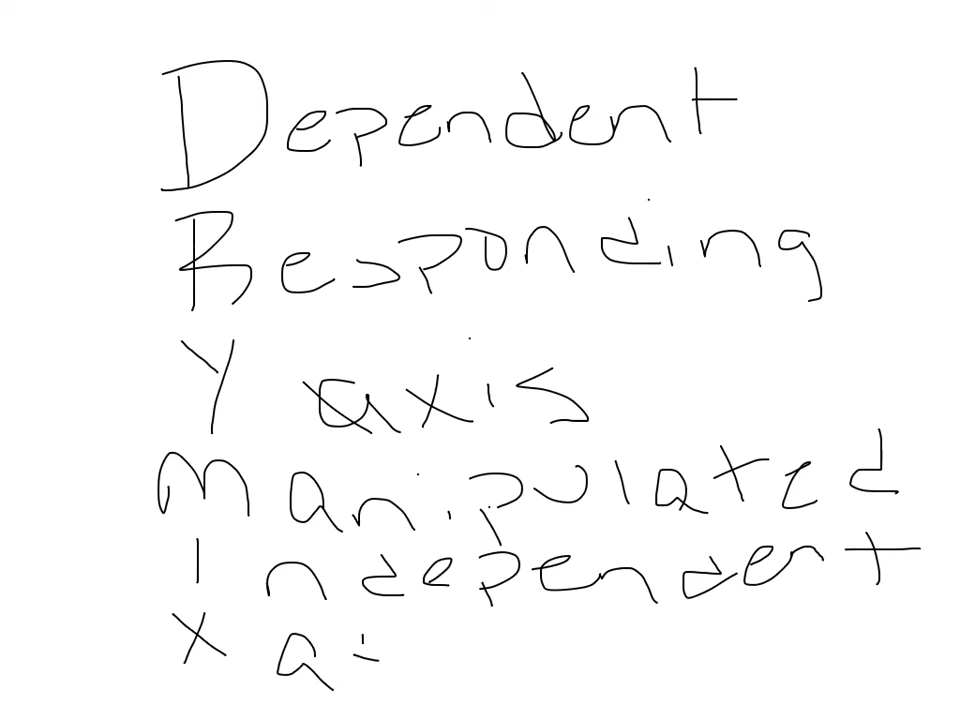 Dependent
Responding
Y axis
Manipulated
Independent
X a